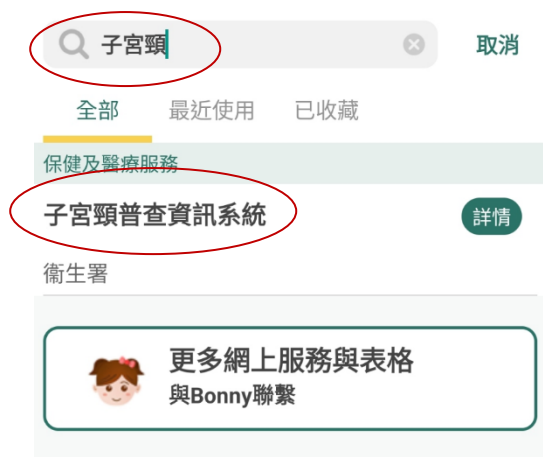 子宮頸
取消
全部 最近使用 已收藏
保健及醫療服務
子宮頸普查資訊系統
詳情
衞生署
更多網上服務與表格
與Bonny聯繫